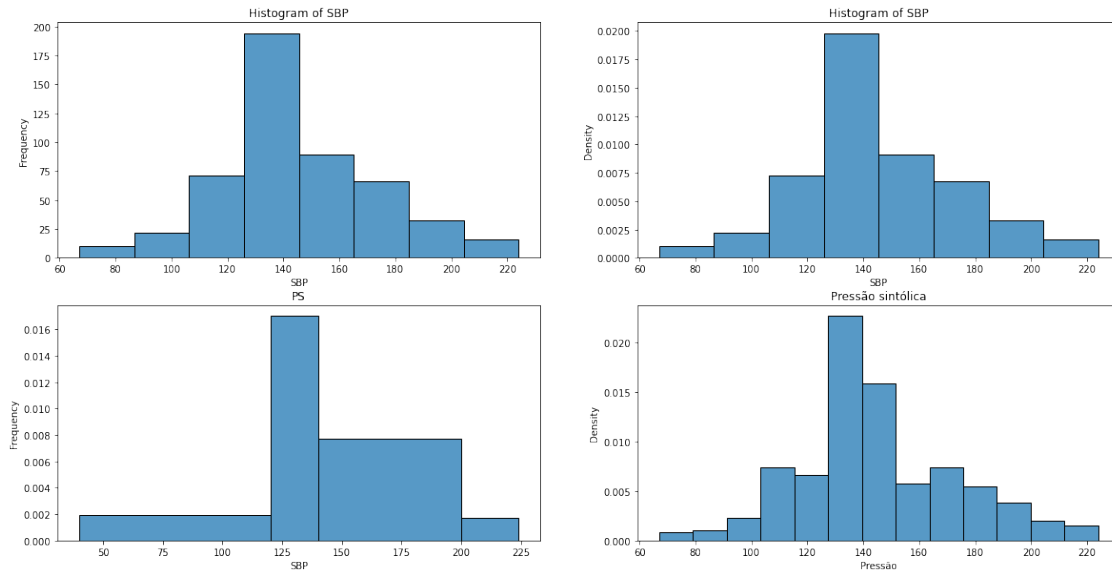 Histogram of SBP
200
175
150
125
100
75
50
25
0
Frequency
60 80 100 120 140 160 180 200 220
SBP
Histogram of SBP
0.0200
0.0175
0.0150
0.0125
0.0100
0.0075
0.0050
0.0025
0.0000
Density
60 80 100 120 140 160 180 200 220
SBP
PS
0.016
0.014
0.012
0.010
0.008
0.006
0.004
0.002
0.000
Frequency
50 75 100 125 150 175 200 225
SBP
Pressão sintólica
0.020
0.015
0.010
0.005
0.000
Density
60 80 100 120 140 160 180 200 220
Pressão